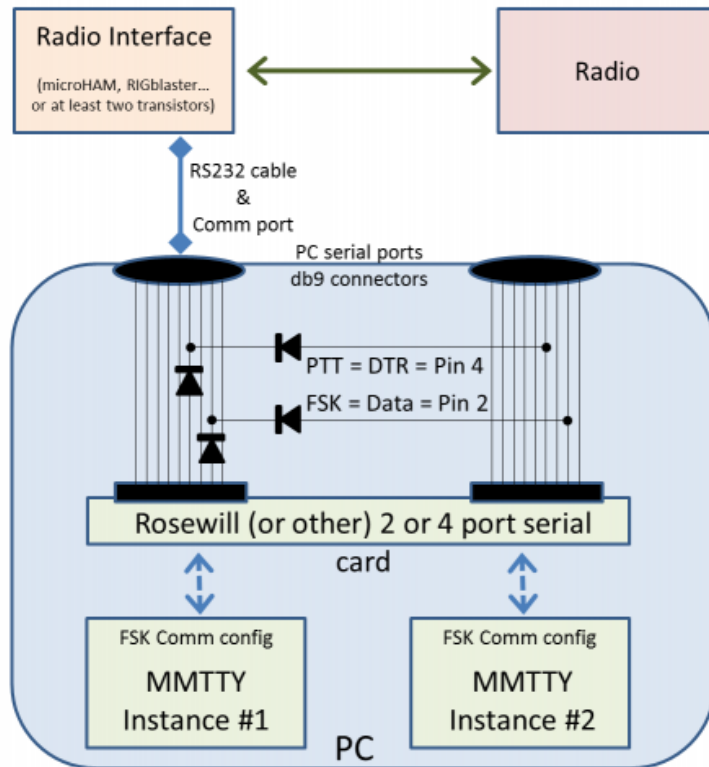 Radio Interface
(microHAM, RIGblaster...
or at least two transistors)
Radio
RS232 cable
&
Comm port
PC serial ports
db9 connectors
PTT = DTR = Pin 4
FSK = Data = Pin 2
Rosewill (or other) 2 or 4 port serial
card
FSK Comm config
MMTTY
Instance #1
FSK Comm config
MMTTY
Instance #2
PC